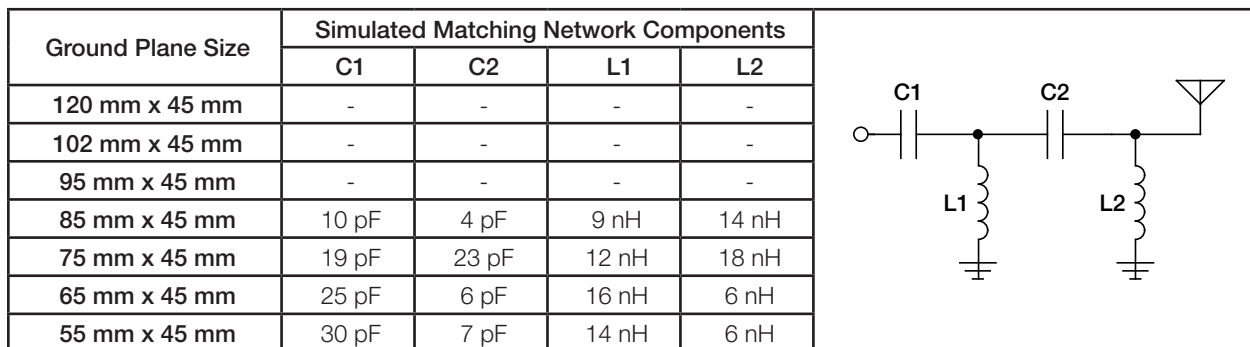 Ground Plane Size
Simulated Matching Network Components
C1 C2 L1 L2
120 mm x 45 mm - - - -
102 mm x 45 mm - - - -
95 mm x 45 mm - - - -
85 mm x 45 mm 10 pF 4 pF 9 nH 14 nH
75 mm x 45 mm 19 pF 23 pF 12 nH 18 nH
65 mm x 45 mm 25 pF 6 pF 16 nH 6 nH
55 mm x 45 mm 30 pF 7 pF 14 nH 6 nH
C1 C2
L1 L2